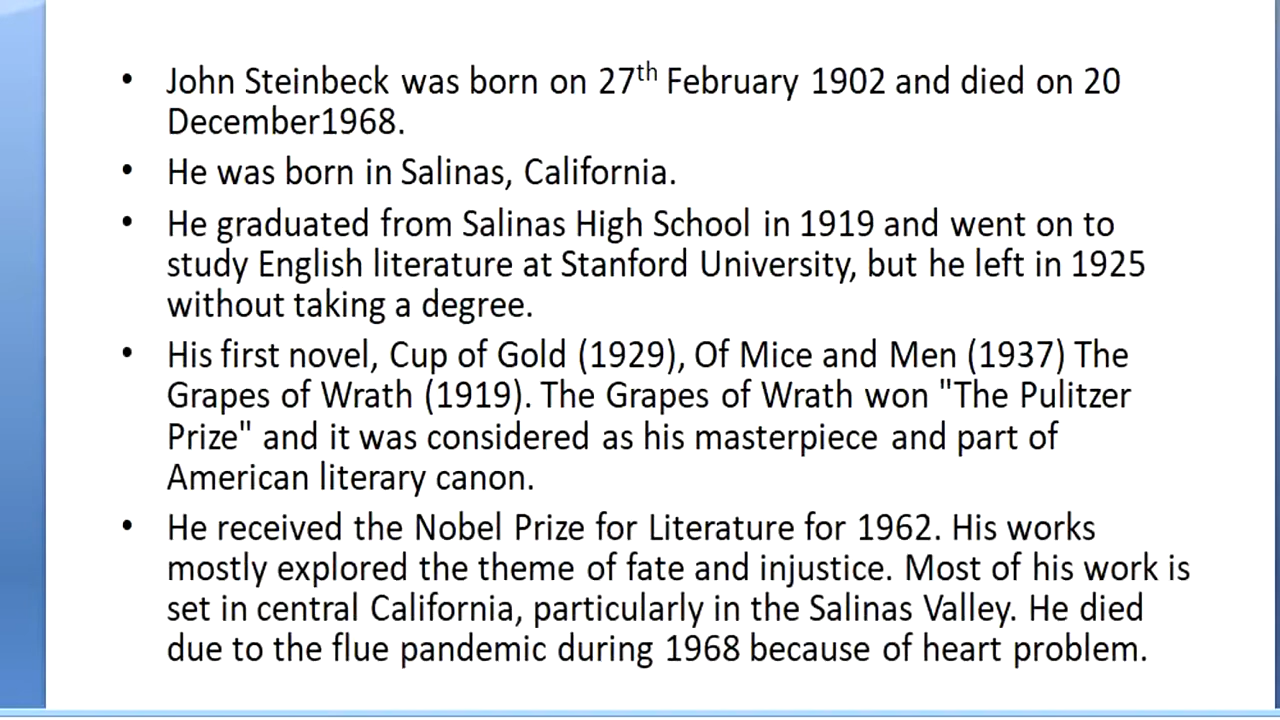 • John Steinbeck was born on 27th February 1902 and died on 20
December1968.
• He was born in Salinas, California.
• He graduated from Salinas High School in 1919 and went on to
study English literature at Stanford University, but he left in 1925
without taking a degree.
• His first novel, Cup of Gold (1929), Of Mice and Men (1937) The
Grapes of Wrath (1919). The Grapes of Wrath won "The Pulitzer
Prize" and it was considered as his masterpiece and part of
American literary canon.
• He received the Nobel Prize for Literature for 1962. His works
mostly explored the theme of fate and injustice. Most of his work is
set in central California, particularly in the Salinas Valley. He died
due to the flue pandemic during 1968 because of heart problem.